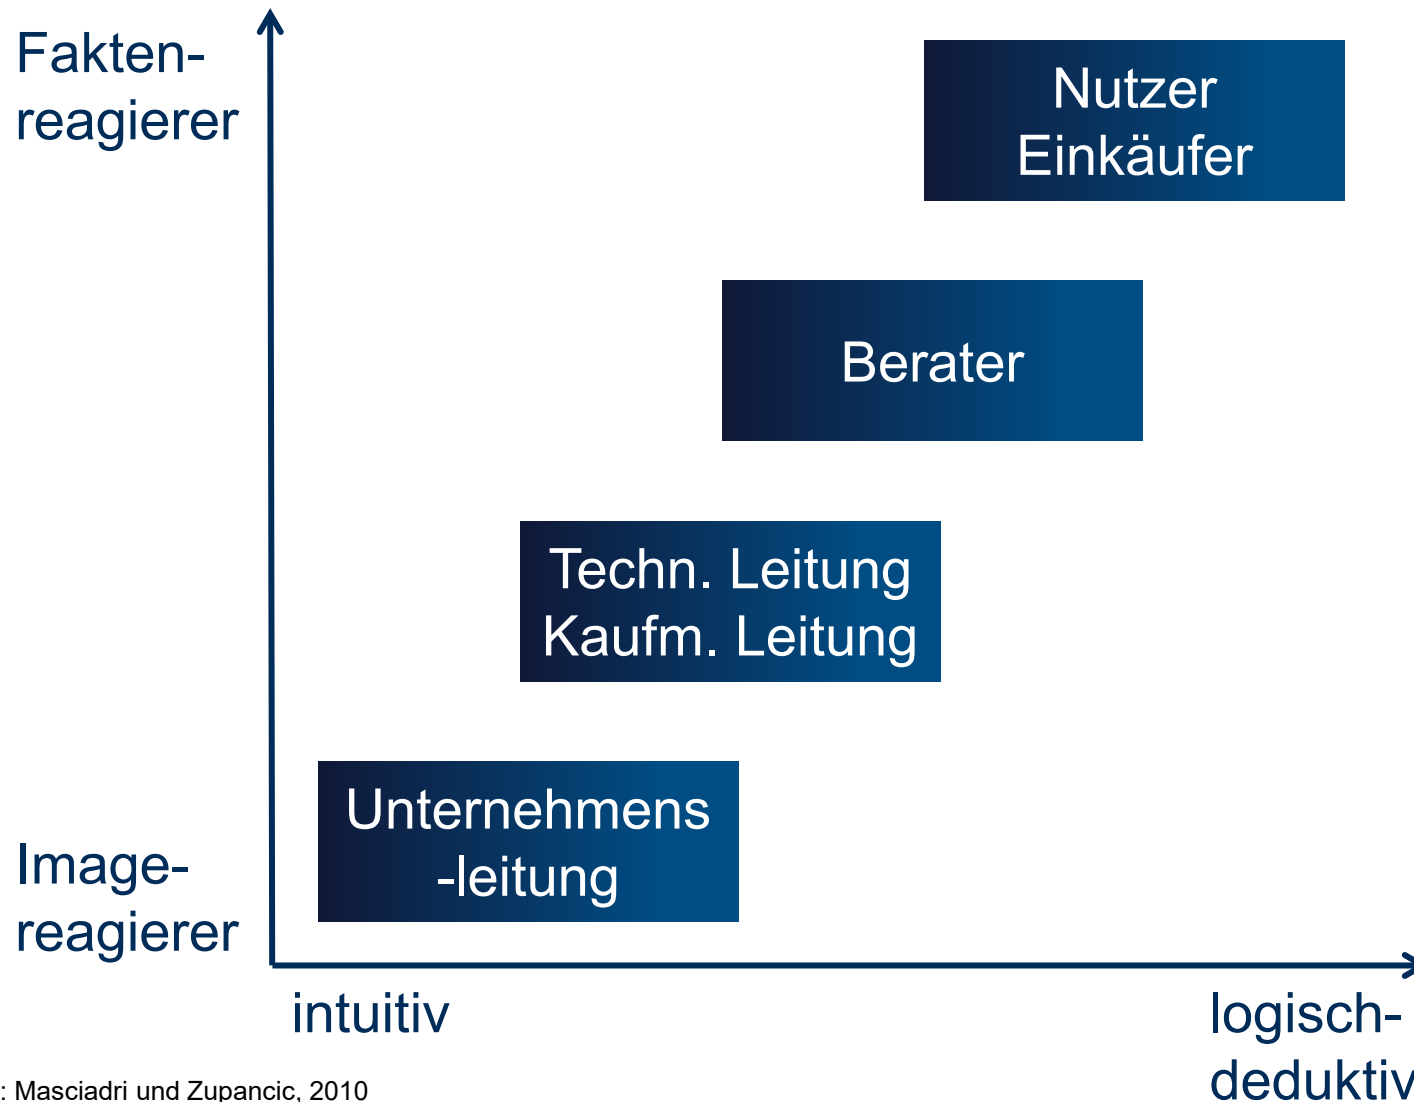 Fakten-
reagierer
Nutzer
Einkäufer
Berater
Techn. Leitung
Kaufm. Leitung
Unternehmens
-leitung
Image-
reagierer
intuitiv
logisch-
deduktiv
: Masciadri und Zupancic, 2010